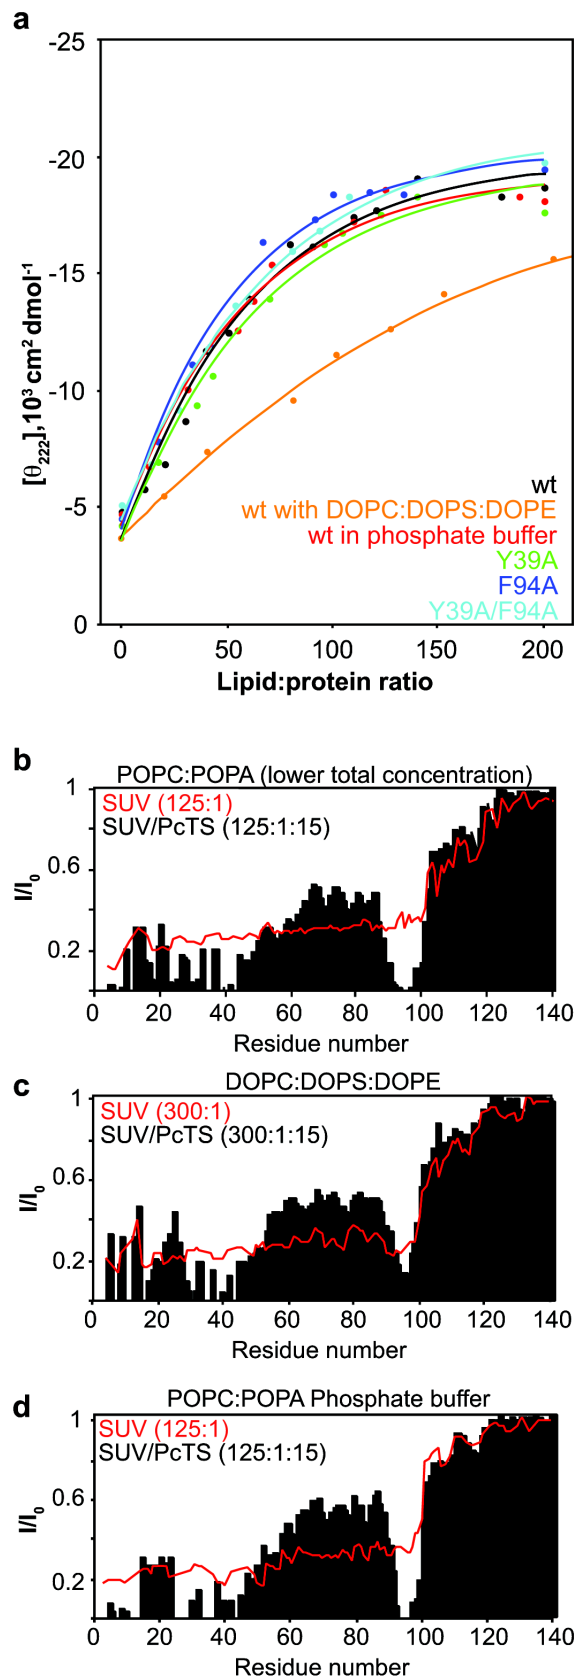 a
-25
-20
-15
-10
-5
0
[θ222],10³ cm² dmol⁻¹
wt
wt with DOPC:DOPS:DOPE
wt in phosphate buffer
Y39A
F94A
Y39A/F94A
0 50 100 150 200
Lipid:protein ratio
b
POPC:POPA (lower total concentration)
SUV (125:1)
SUV/PcTS (125:1:15)
1
0.6
0.2
I/I0
0 20 40 60 80 100 120 140
Residue number
c
DOPC:DOPS:DOPE
SUV (300:1)
SUV/PcTS (300:1:15)
1
0.6
0.2
I/I0
0 20 40 60 80 100 120 140
Residue number
d
POPC:POPA Phosphate buffer
SUV (125:1)
SUV/PcTS (125:1:15)
1
0.6
0.2
I/I0
0 20 40 60 80 100 120 140
Residue number